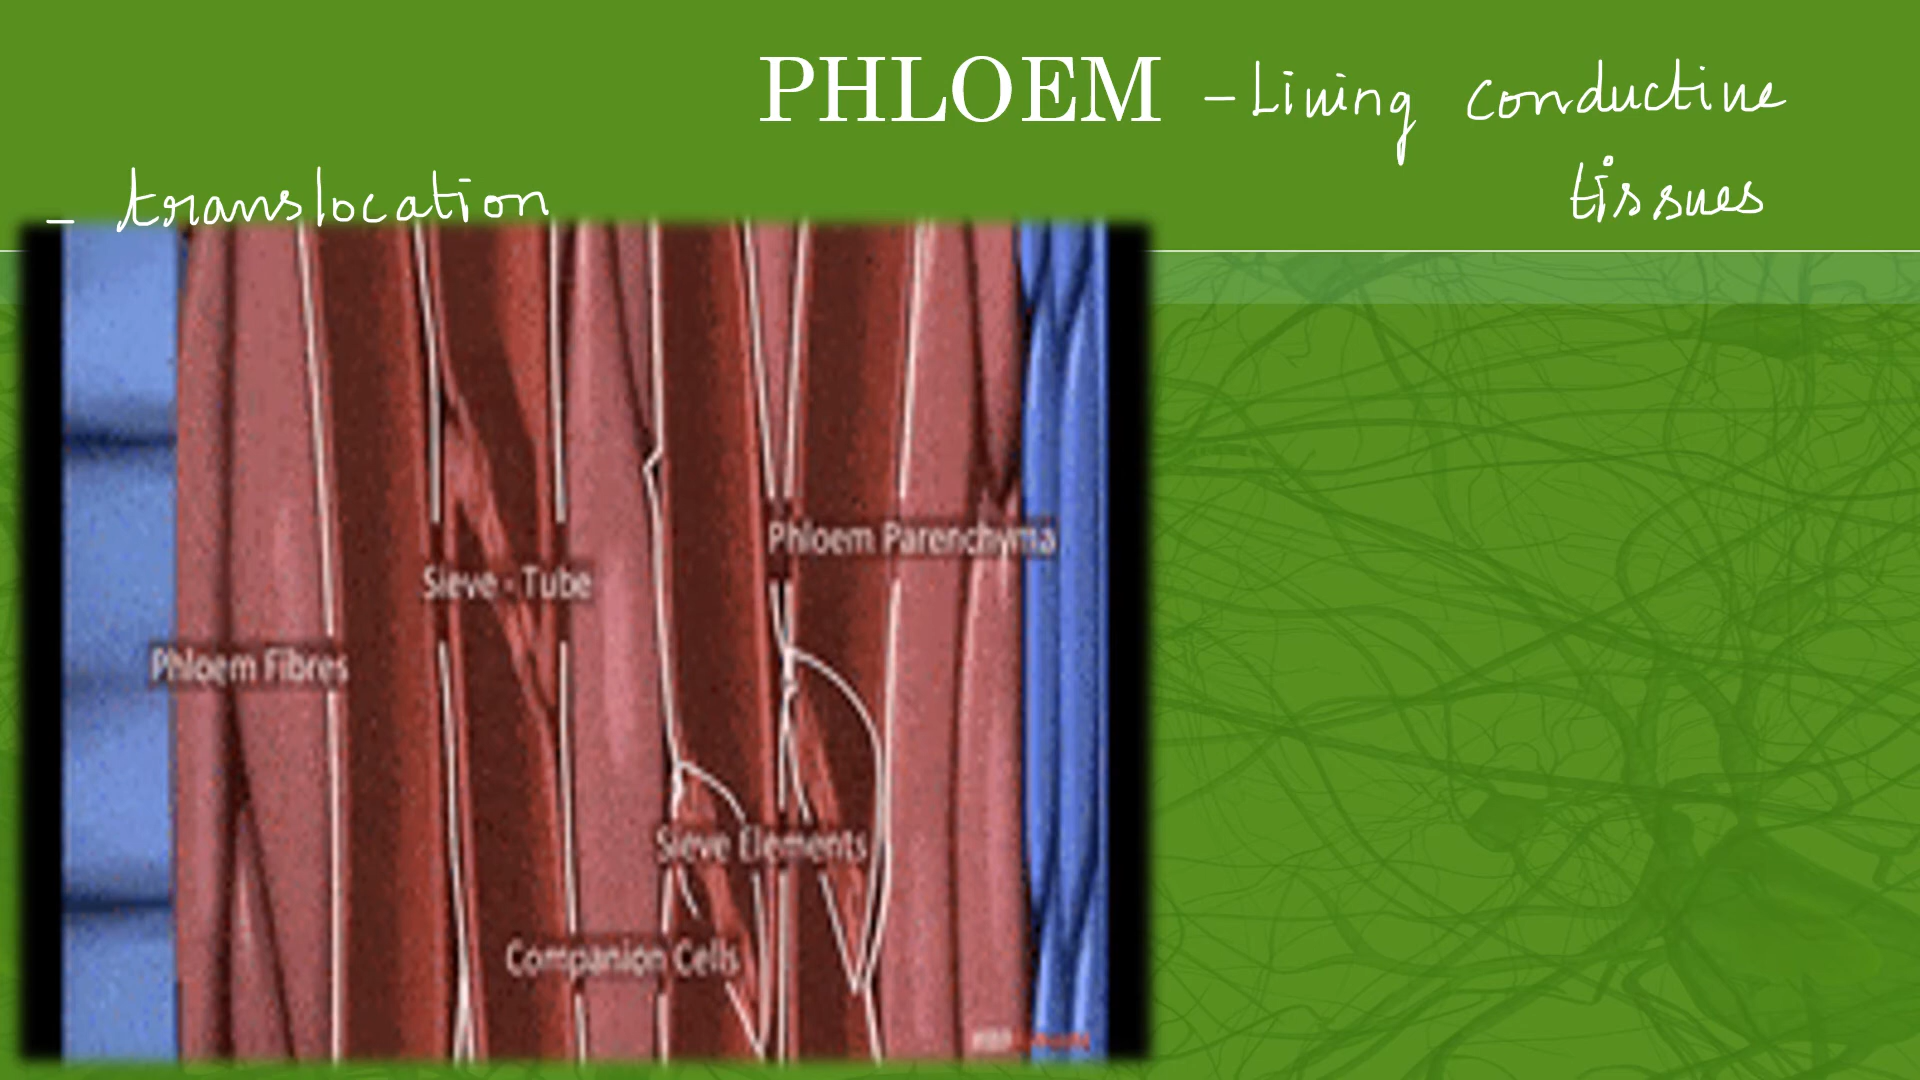 PHLOEM - Living conductive
tissues
- translocation
Phloem Parenchyma
Sieve - Tube
Phloem Fibres
Sieve Elements
Companion Cells